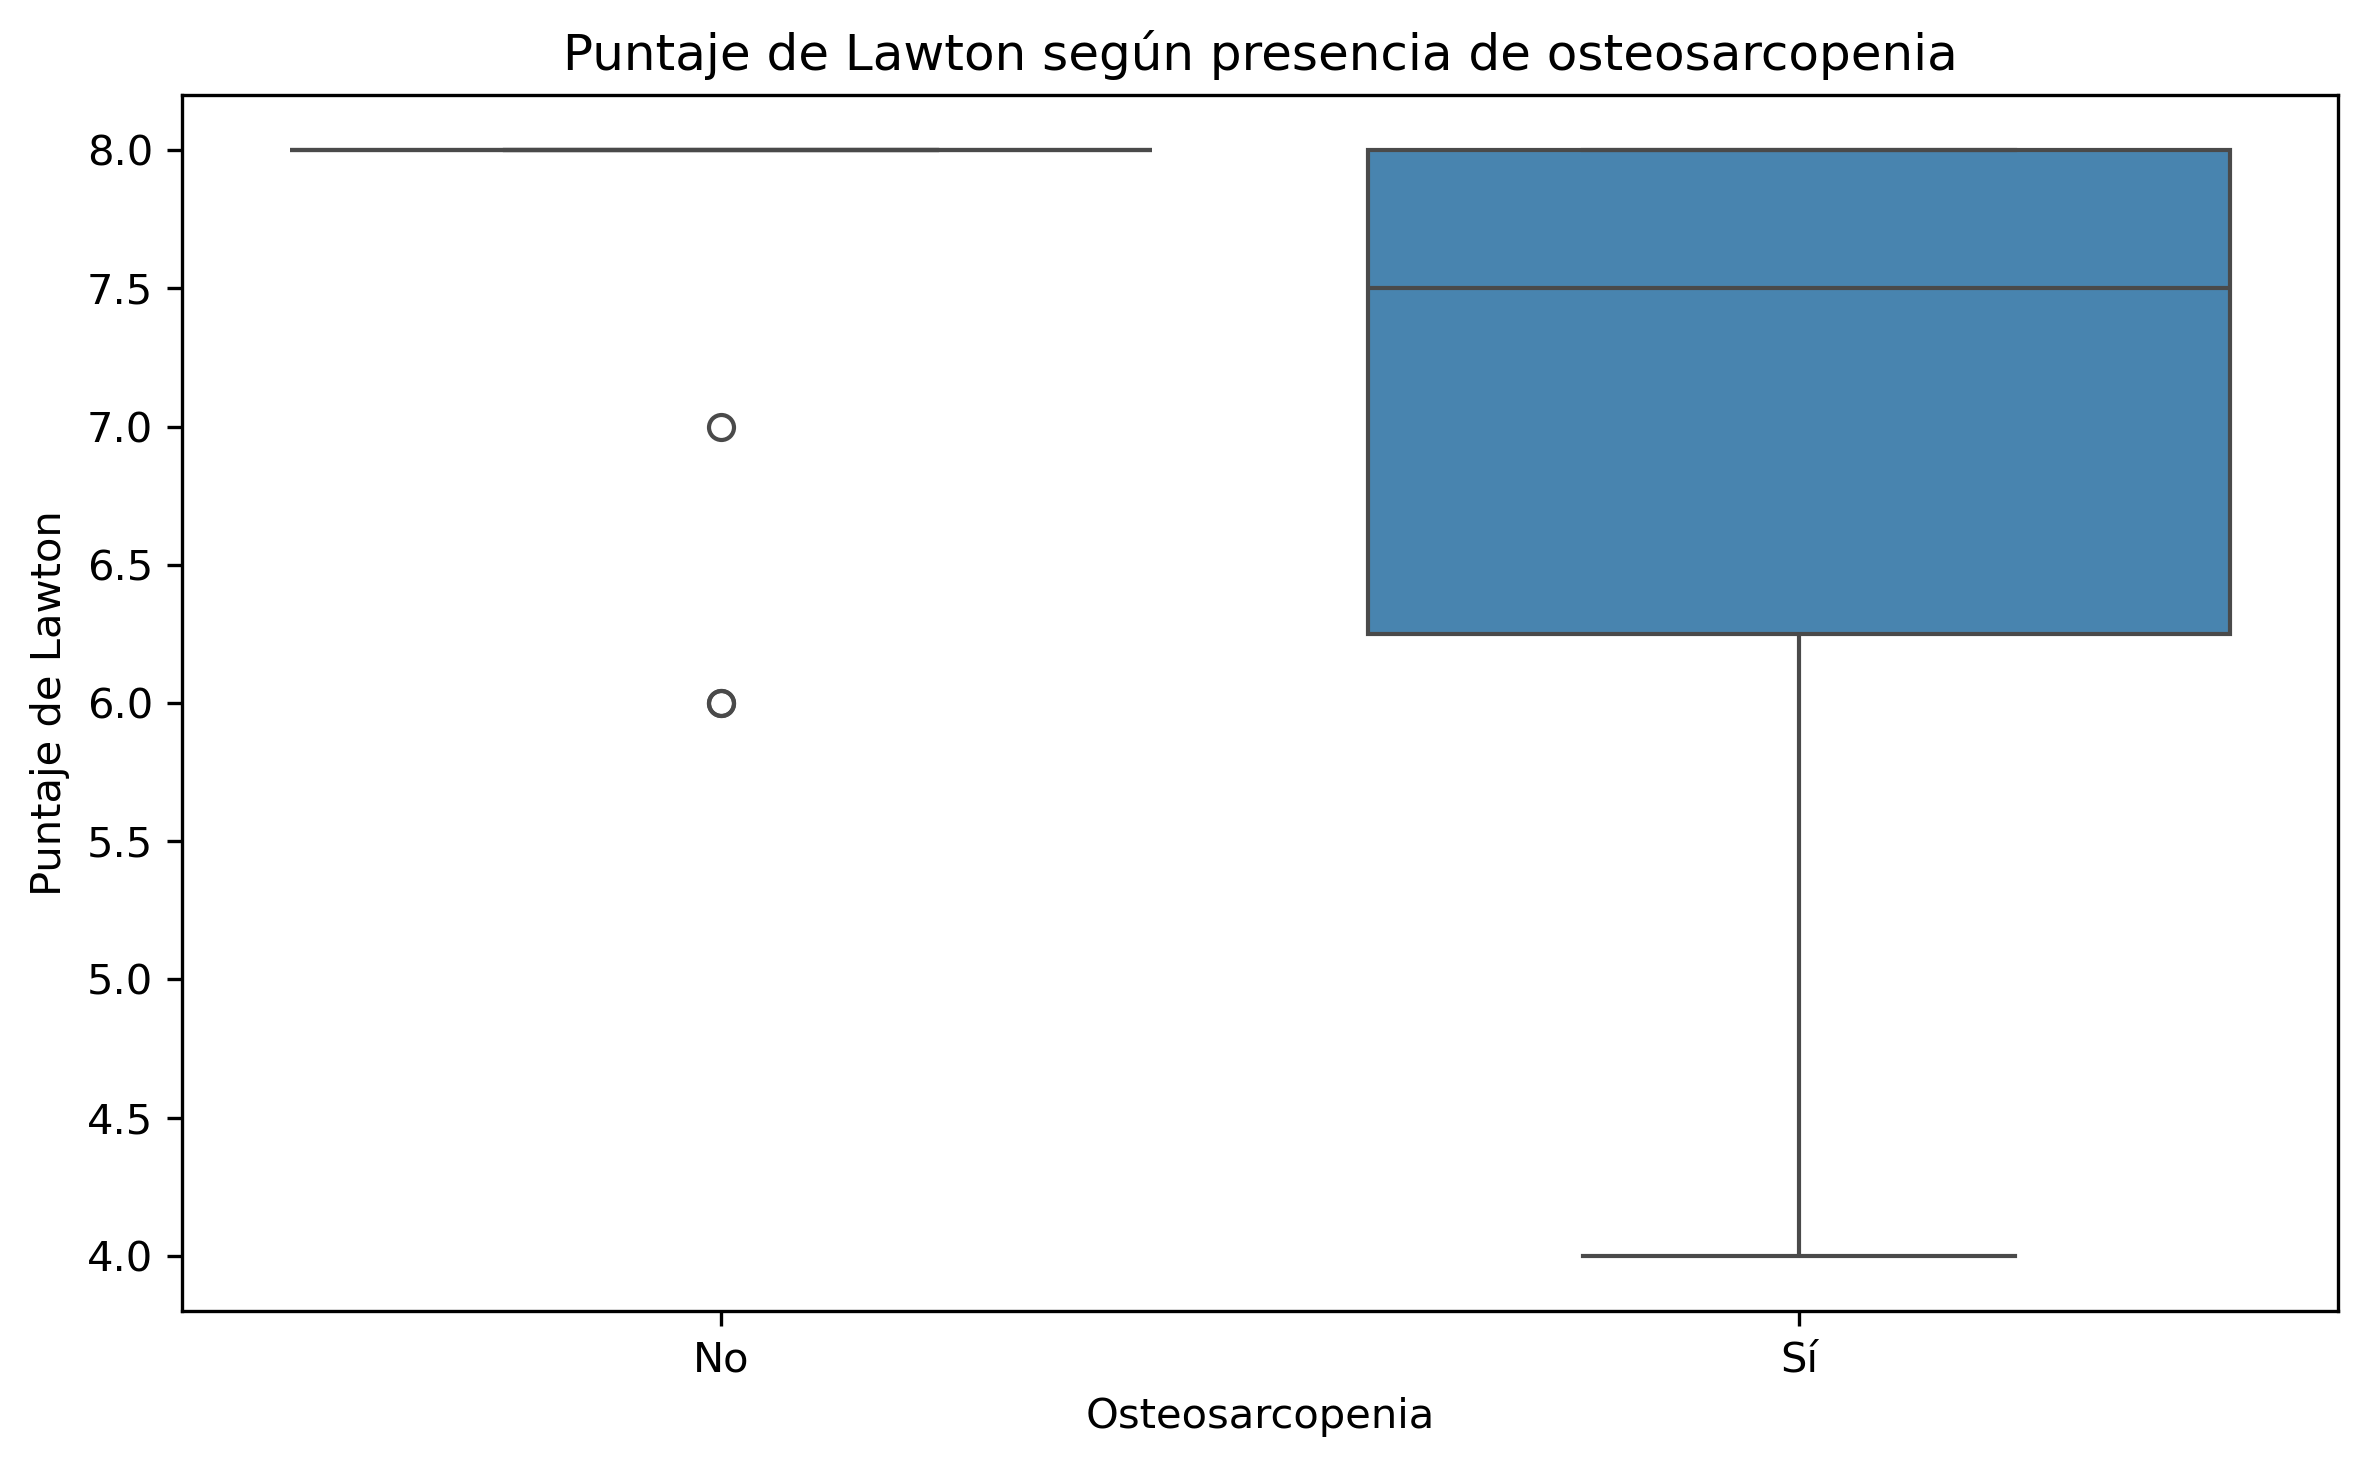 Puntaje de Lawton según presencia de osteosarcopenia
Puntaje de Lawton
8.0
7.5
7.0
6.5
6.0
5.5
5.0
4.5
4.0
No
Sí
Osteosarcopenia